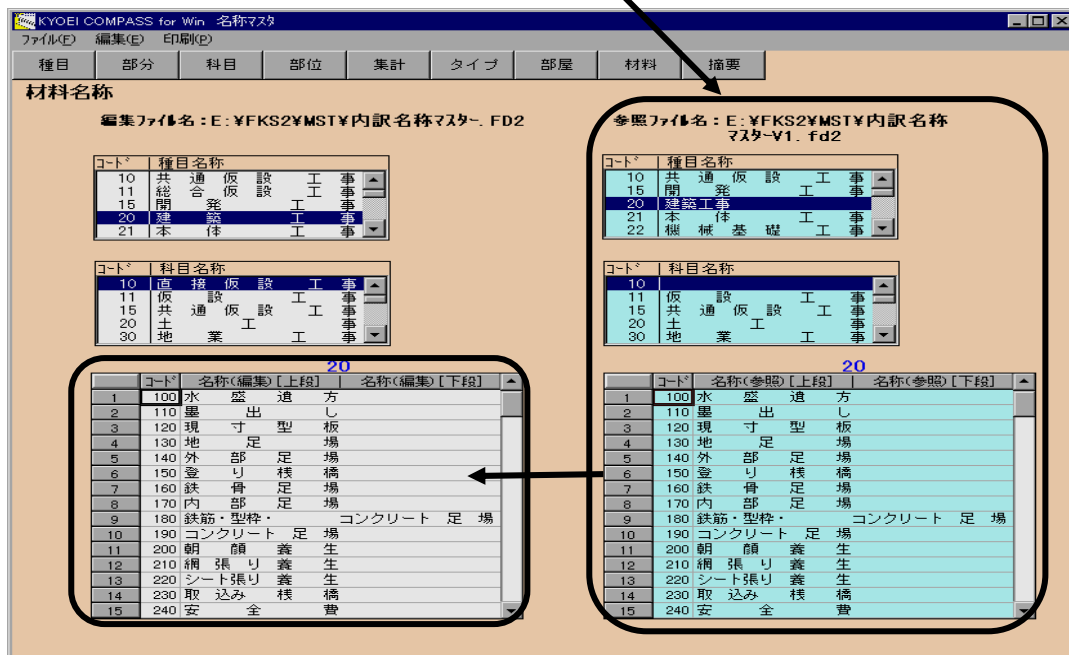 KYOEI COMPASS for Win 名称マスタ
ファイル(F) 編集(E) 印刷(P)
種目 部分 科目 部位 集計 タイプ 部屋 材料 摘要
材料名称
編集ファイル名：E:¥FKS2¥MST¥内訳名称マスター.FD2
ｺｰﾄﾞ 種目名称
10 共通仮設工事
11 総合仮設工事
15 開発工事
20 建築工事
21 本体工事
ｺｰﾄﾞ 科目名称
10 直接仮設工事
11 仮設工事
15 共通仮設工事
20 土工事
30 地業工事
20
ｺｰﾄﾞ 名称(編集)[上段] 名称(編集)[下段]
1 100 水盛遣方
2 110 墨出し
3 120 現寸型板
4 130 地足場
5 140 外部足場
6 150 登り桟橋
7 160 鉄骨足場
8 170 内部足場
9 180 鉄筋・型枠・ コンクリート足場
10 190 コンクリート足場
11 200 朝顔養生
12 210 網張り養生
13 220 シート張り養生
14 230 取込み桟橋
15 240 安全費
参照ファイル名：E:¥FKS2¥MST¥内訳名称
マスターV1.fd2
ｺｰﾄﾞ 種目名称
10 共通仮設工事
15 開発工事
20 建築工事
21 本体工事
22 機械基礎工事
ｺｰﾄﾞ 科目名称
10
11 仮設工事
15 共通仮設工事
20 土工事
30 地業工事
20
ｺｰﾄﾞ 名称(参照)[上段] 名称(参照)[下段]
1 100 水盛遣方
2 110 墨出し
3 120 現寸型板
4 130 地足場
5 140 外部足場
6 150 登り桟橋
7 160 鉄骨足場
8 170 内部足場
9 180 鉄筋・型枠・ コンクリート足場
10 190 コンクリート足場
11 200 朝顔養生
12 210 網張り養生
13 220 シート張り養生
14 230 取込み桟橋
15 240 安全費